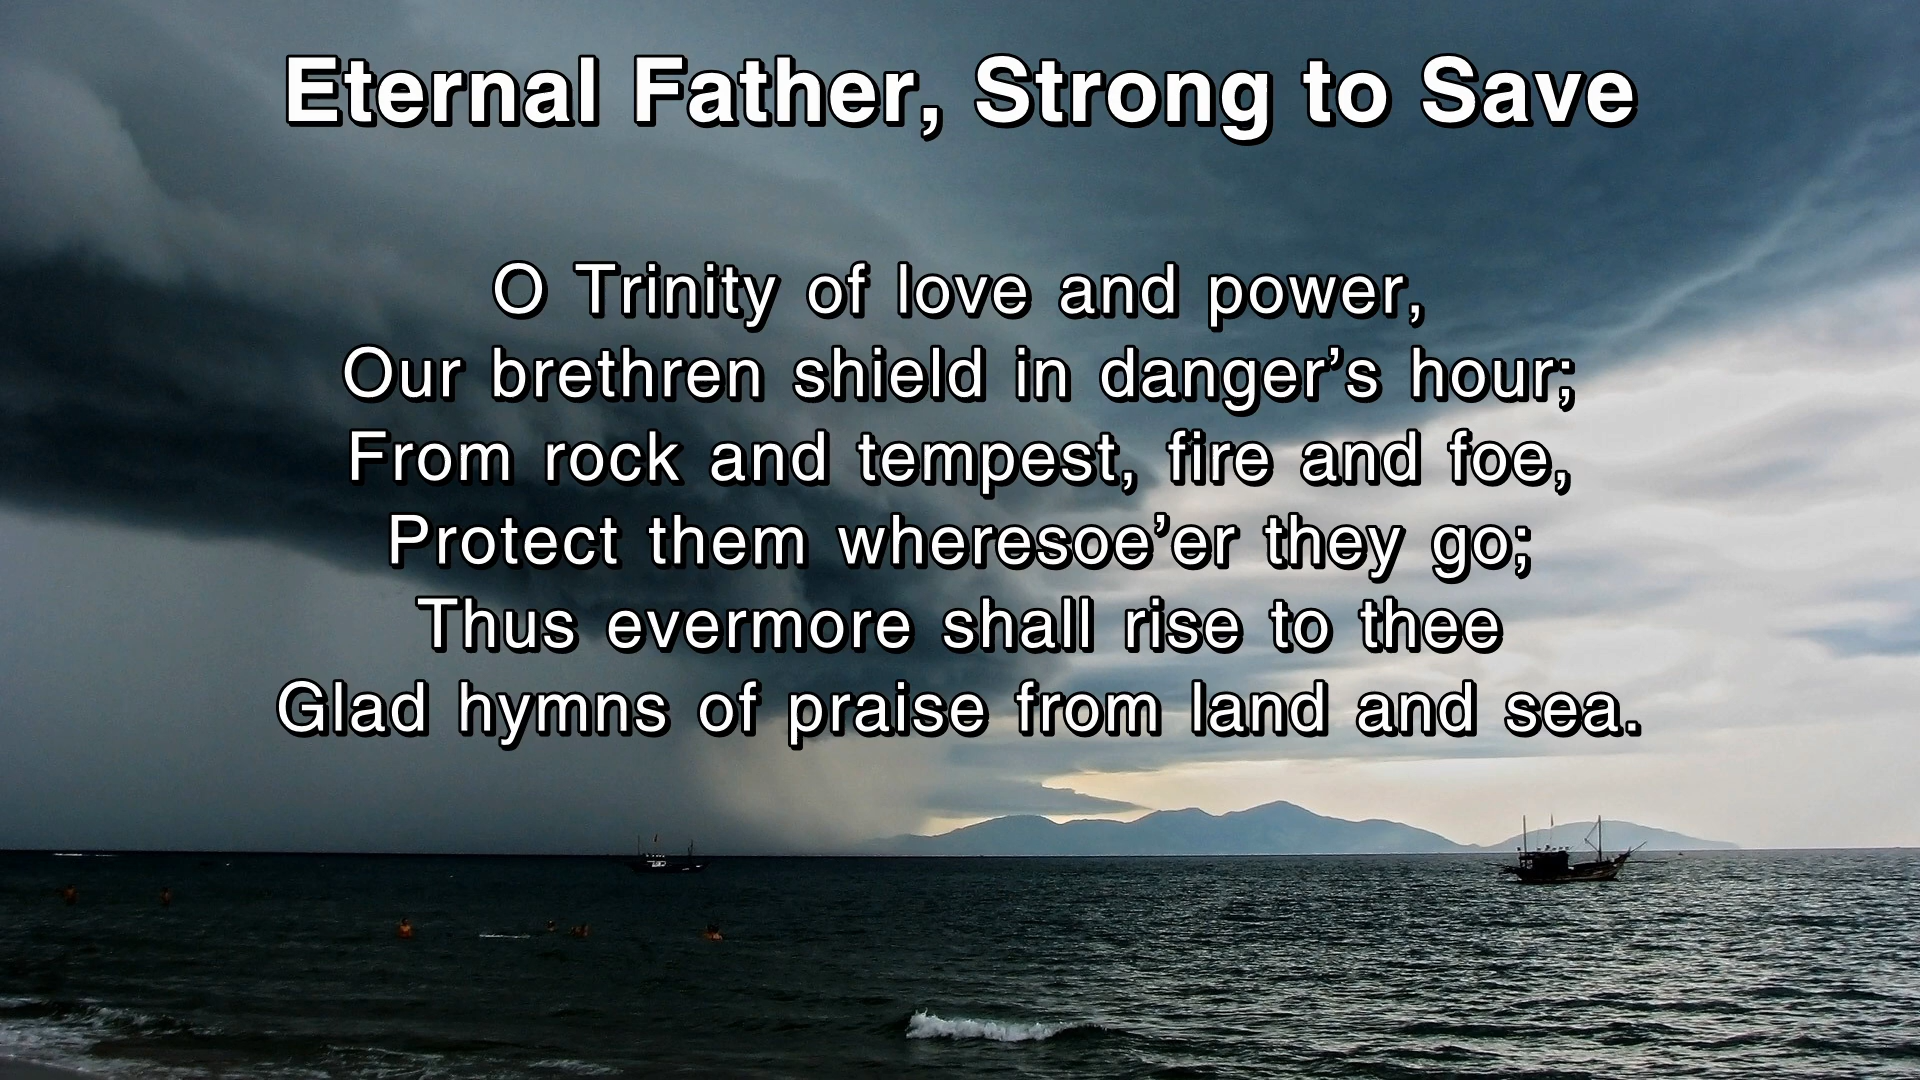 Eternal Father, Strong to Save
O Trinity of love and power,
Our brethren shield in danger’s hour;
From rock and tempest, fire and foe,
Protect them wheresoe’er they go;
Thus evermore shall rise to thee
Glad hymns of praise from land and sea.